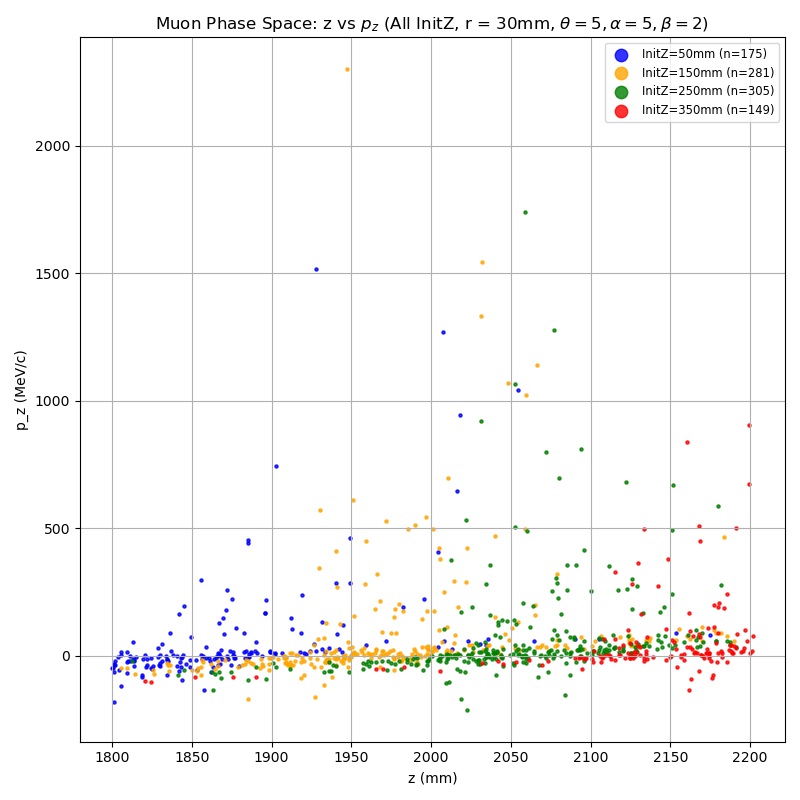 Muon Phase Space: z vs p_z (All InitZ, r = 30mm, θ = 5, α = 5, β = 2)
InitZ=50mm (n=175)
InitZ=150mm (n=281)
InitZ=250mm (n=305)
InitZ=350mm (n=149)
2000
1500
1000
500
0
p_z (MeV/c)
1800 1850 1900 1950 2000 2050 2100 2150 2200
z (mm)